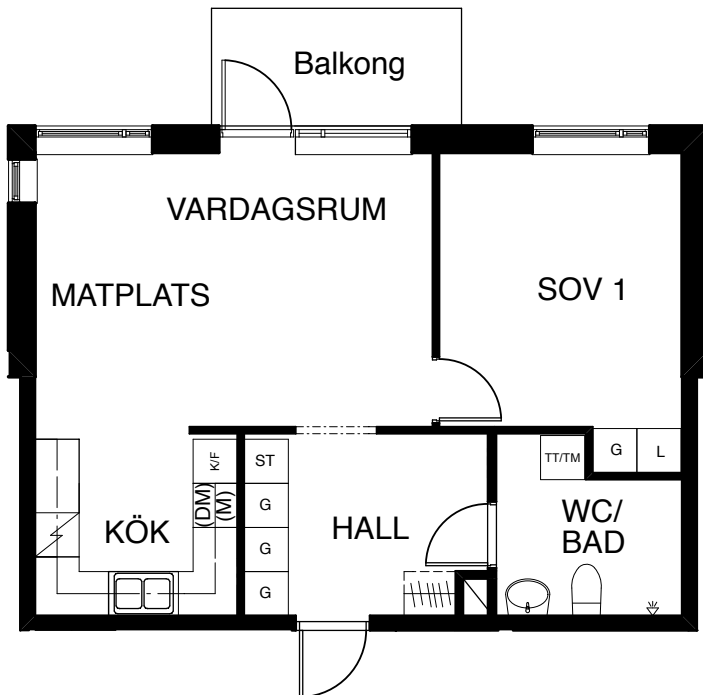 Balkong
VARDAGSRUM
MATPLATS
SOV 1
K/F
ST
TT/TM
G
L
(DM)
(M)
G
KÖK
HALL
WC/
BAD
G
G